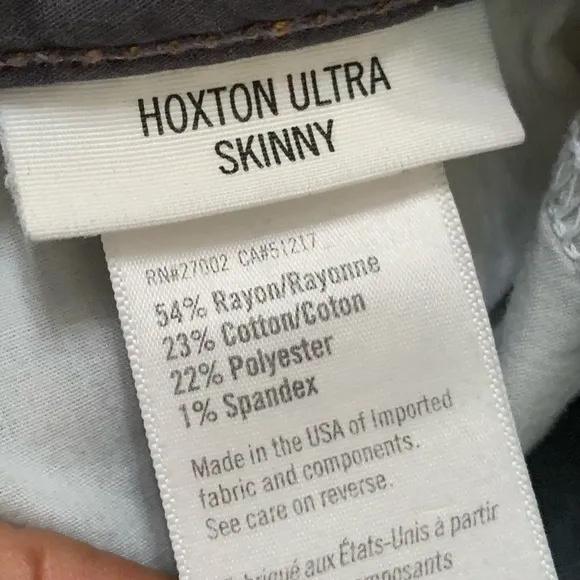 HOXTON ULTRA
SKINNY
RN#27002 CA#51217
54% Rayon/Rayonne
23% Cotton/Coton
22% Polyester
1% Spandex
Made in the USA of Imported
fabric and components.
See care on reverse.
Fabriqué aux États-Unis à partir